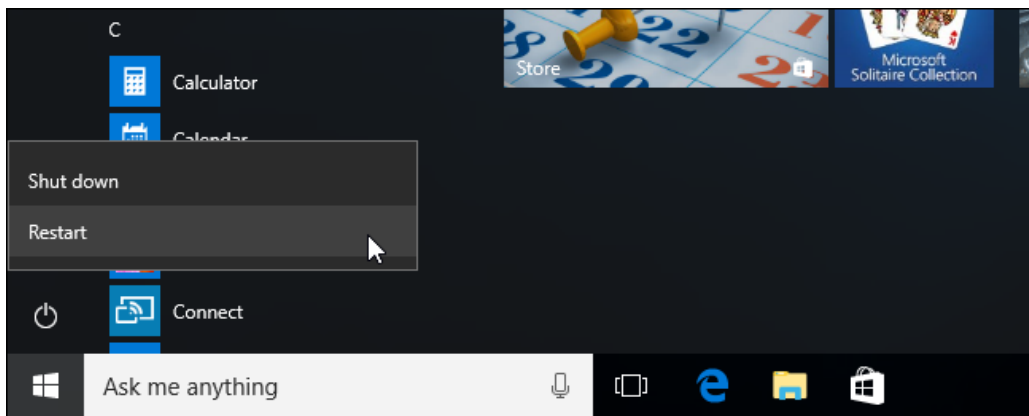 C
Calculator
Calendar
Shut down
Restart
Connect
Ask me anything
Store
Microsoft
Solitaire Collection